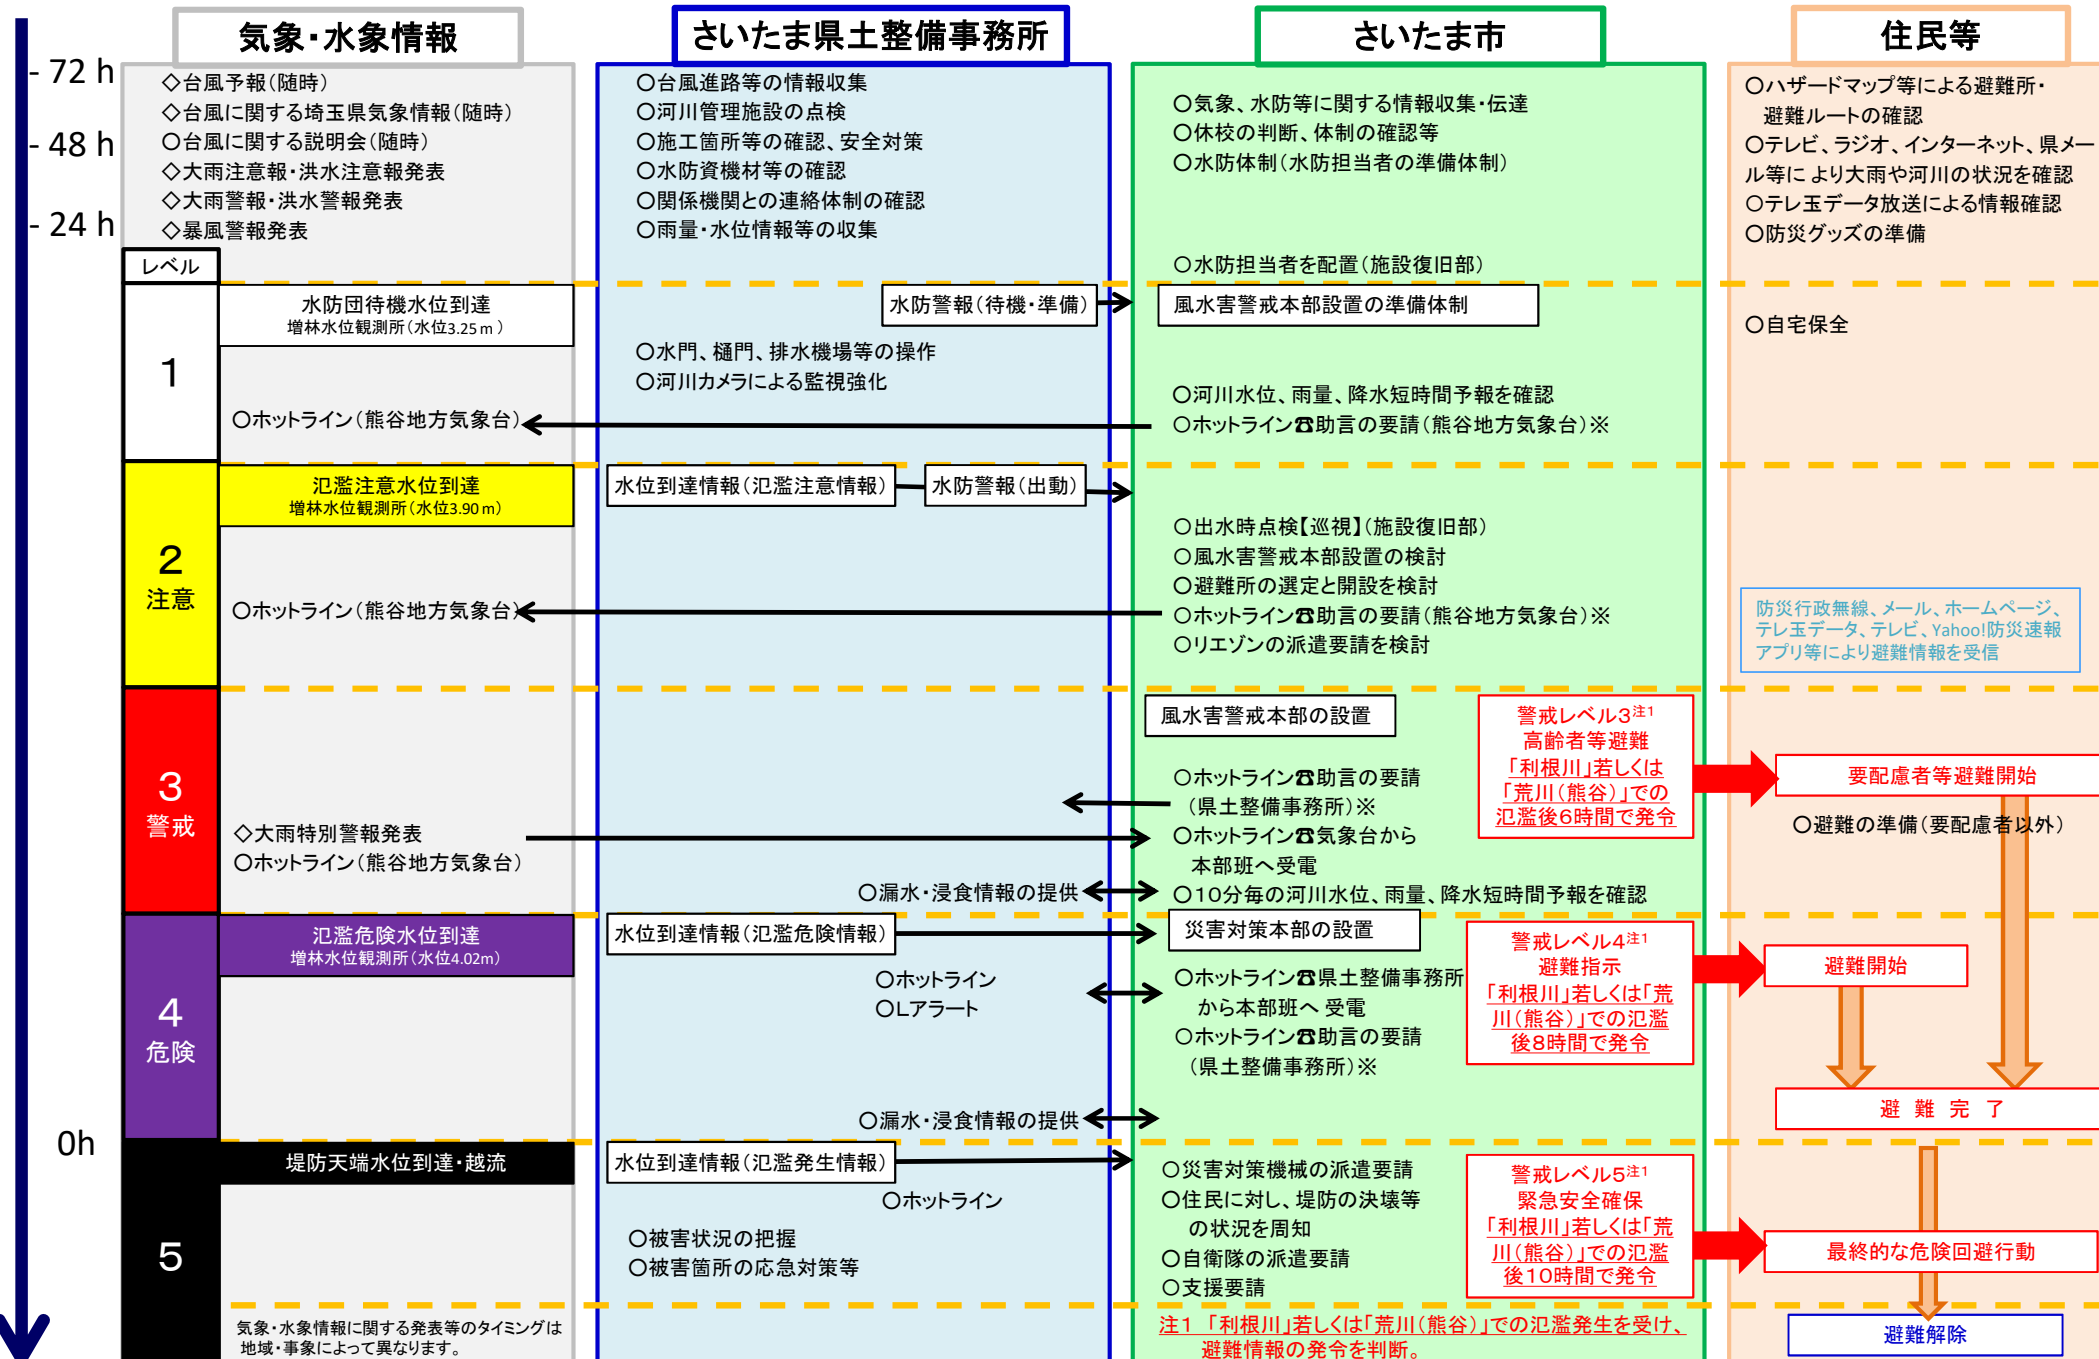 気象・水象情報
さいたま県土整備事務所
さいたま市
住民等
- 72 h
- 48 h
- 24 h
0h
◇台風予報(随時)
◇台風に関する埼玉県気象情報(随時)
○台風に関する説明会(随時)
◇大雨注意報・洪水注意報発表
◇大雨警報・洪水警報発表
◇暴風警報発表
○台風進路等の情報収集
○河川管理施設の点検
○施工箇所等の確認、安全対策
○水防資機材等の確認
○関係機関との連絡体制の確認
○雨量・水位情報等の収集
○気象、水防等に関する情報収集・伝達
○休校の判断、体制の確認等
○水防体制(水防担当者の準備体制)
○水防担当者を配置(施設復旧部)
○ハザードマップ等による避難所・
避難ルートの確認
○テレビ、ラジオ、インターネット、県メー
ル等により大雨や河川の状況を確認
○テレ玉データ放送による情報確認
○防災グッズの準備
レベル
1
水防団待機水位到達
増林水位観測所(水位3.25m)
○ホットライン(熊谷地方気象台)
水防警報(待機・準備)
○水門、樋門、排水機場等の操作
○河川カメラによる監視強化
風水害警戒本部設置の準備体制
○河川水位、雨量、降水短時間予報を確認
○ホットライン☎助言の要請(熊谷地方気象台)※
○自宅保全
2
注意
氾濫注意水位到達
増林水位観測所(水位3.90m)
○ホットライン(熊谷地方気象台)
水位到達情報(氾濫注意情報)
水防警報(出動)
○出水時点検【巡視】(施設復旧部)
○風水害警戒本部設置の検討
○避難所の選定と開設を検討
○ホットライン☎助言の要請(熊谷地方気象台)※
○リエゾンの派遣要請を検討
防災行政無線、メール、ホームページ、
テレ玉データ、テレビ、Yahoo!防災速報
アプリ等により避難情報を受信
3
警戒
◇大雨特別警報発表
○ホットライン(熊谷地方気象台)
○漏水・浸食情報の提供
風水害警戒本部の設置
○ホットライン☎助言の要請
(県土整備事務所)※
○ホットライン☎気象台から
本部班へ受電
○10分毎の河川水位、雨量、降水短時間予報を確認
警戒レベル3注1
高齢者等避難
「利根川」若しくは
「荒川(熊谷)」での
氾濫後6時間で発令
要配慮者等避難開始
○避難の準備(要配慮者以外)
4
危険
氾濫危険水位到達
増林水位観測所(水位4.02m)
水位到達情報(氾濫危険情報)
○ホットライン
○Lアラート
○漏水・浸食情報の提供
災害対策本部の設置
○ホットライン☎県土整備事務所
から本部班へ 受電
○ホットライン☎助言の要請
(県土整備事務所)※
警戒レベル4注1
避難指示
「利根川」若しくは「荒
川(熊谷)」での氾濫
後8時間で発令
避難開始
避 難 完 了
5
堤防天端水位到達・越流
気象・水象情報に関する発表等のタイミングは
地域・事象によって異なります。
水位到達情報(氾濫発生情報)
○ホットライン
○被害状況の把握
○被害箇所の応急対策等
○災害対策機械の派遣要請
○住民に対し、堤防の決壊等
の状況を周知
○自衛隊の派遣要請
○支援要請
警戒レベル5注1
緊急安全確保
「利根川」若しくは「荒
川(熊谷)」での氾濫
後10時間で発令
最終的な危険回避行動
注1 「利根川」若しくは「荒川(熊谷)」での氾濫発生を受け、
避難情報の発令を判断。
避難解除